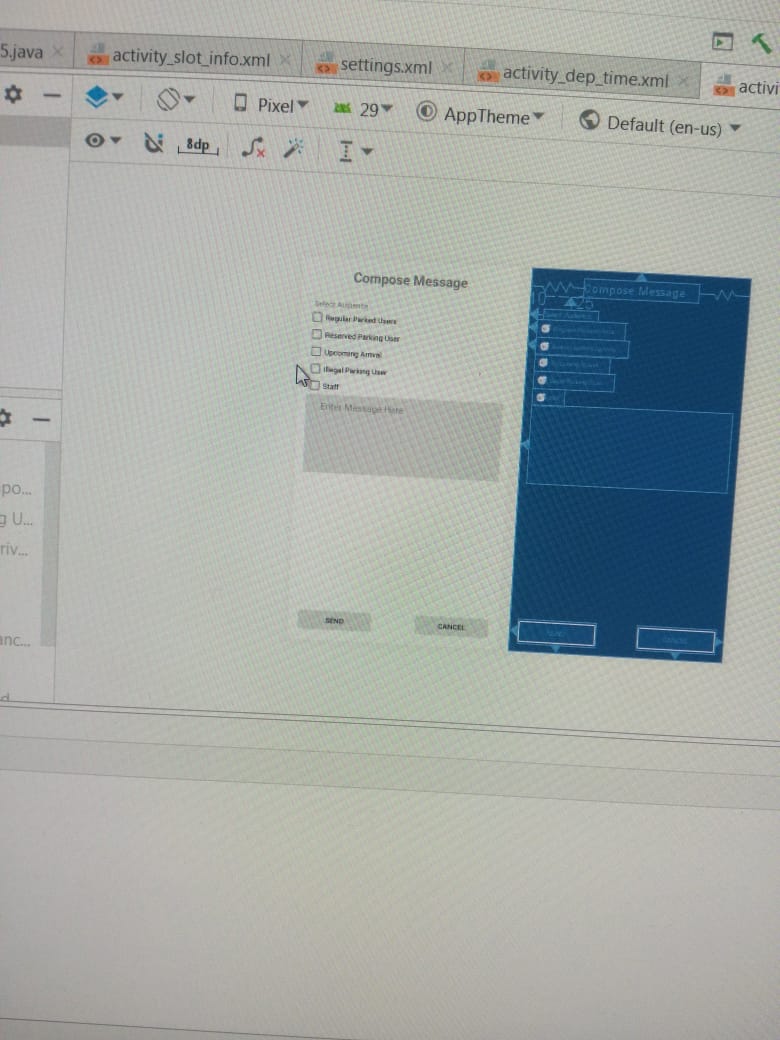 5.java
activity_slot_info.xml
settings.xml
activity_dep_time.xml
activi
Pixel
29
AppTheme
Default (en-us)
8dp
Compose Message
Select Audience
Regular Parked Users
Reserved Parking User
Upcoming Arrival
Illegal Parking User
Staff
Enter Message Here
SEND
CANCEL
Compose Message
10
25
po...
g U...
riv...
anc...